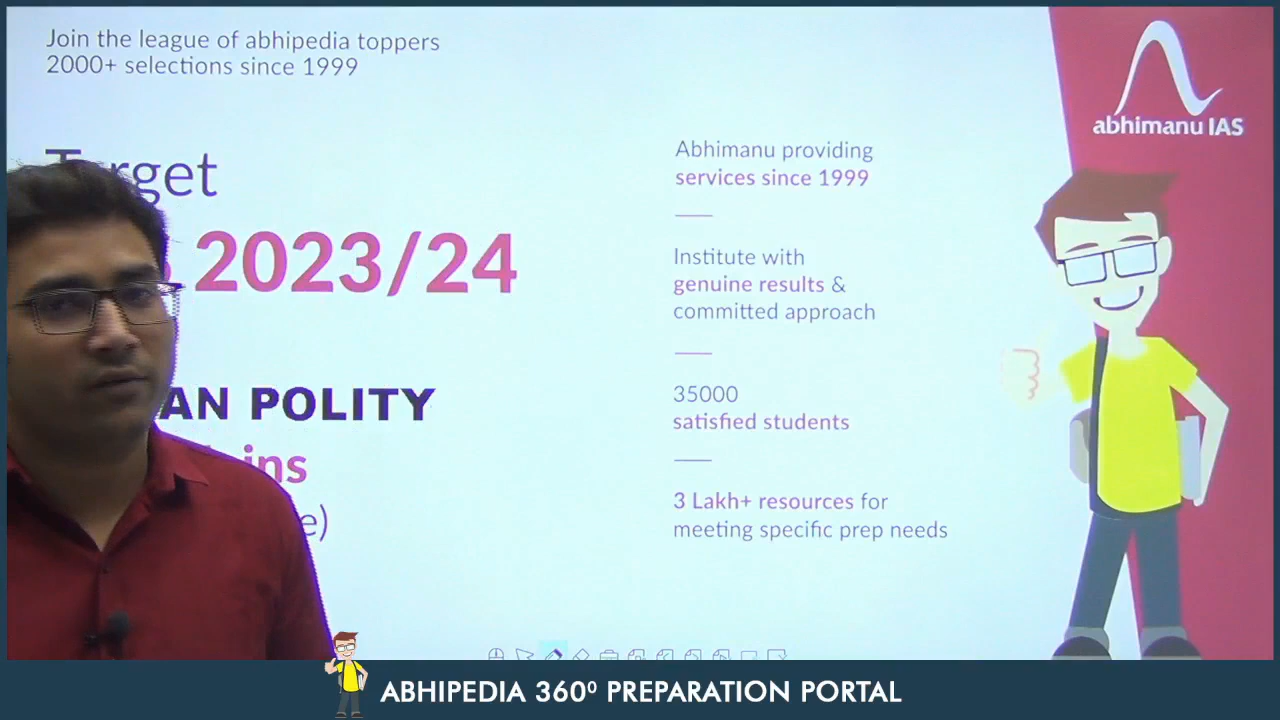 Join the league of abhipedia toppers
2000+ selections since 1999
Target
2023/24
AN POLITY
ins
e)
Abhimanu providing
services since 1999
Institute with
genuine results &
committed approach
35000
satisfied students
3 Lakh+ resources for
meeting specific prep needs
abhimanu IAS
ABHIPEDIA 360⁰ PREPARATION PORTAL